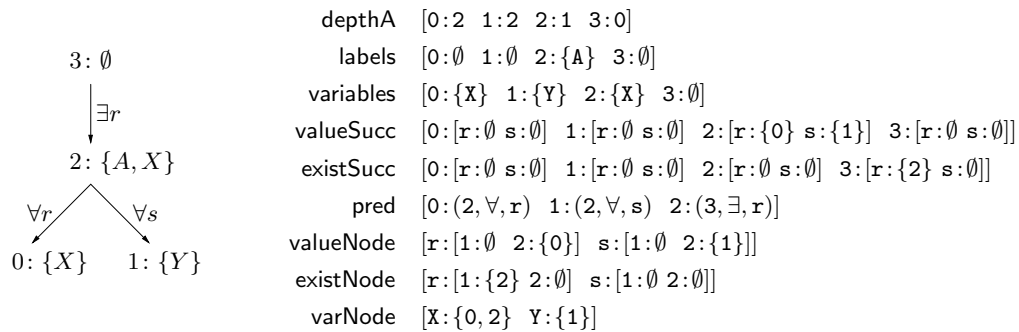 3: ∅
∃r
2: {A, X}
∀r ∀s
0: {X} 1: {Y}
depthA [0:2 1:2 2:1 3:0]
labels [0:∅ 1:∅ 2:{A} 3:∅]
variables [0:{X} 1:{Y} 2:{X} 3:∅]
valueSucc [0:[r:∅ s:∅] 1:[r:∅ s:∅] 2:[r:{0} s:{1}] 3:[r:∅ s:∅]]
existSucc [0:[r:∅ s:∅] 1:[r:∅ s:∅] 2:[r:∅ s:∅] 3:[r:{2} s:∅]]
pred [0:(2,∀,r) 1:(2,∀,s) 2:(3,∃,r)]
valueNode [r:[1:∅ 2:{0}] s:[1:∅ 2:{1}]]
existNode [r:[1:{2} 2:∅] s:[1:∅ 2:∅]]
varNode [X:{0,2} Y:{1}]